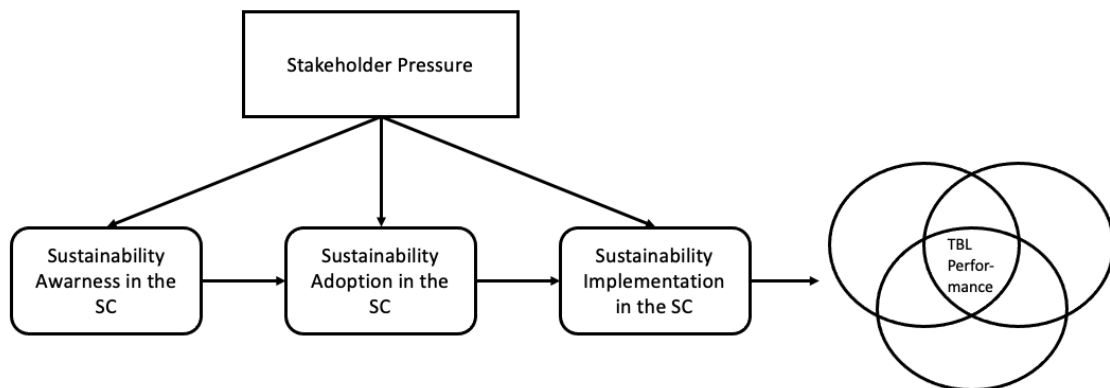 Stakeholder Pressure
Sustainability
Awarness in the
SC
Sustainability
Adoption in the
SC
Sustainability
Implementation
in the SC
TBL
Perfor-
mance